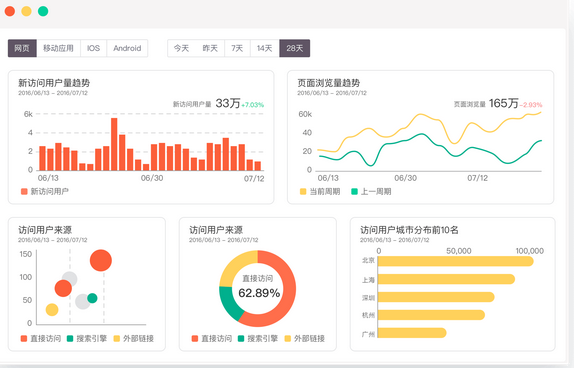 网页 移动应用 IOS Android 今天 昨天 7天 14天 28天
新访问用户量趋势
2016/06/13 – 2016/07/12
新访问用户量 33万 +7.03%
6k
4
2
0
06/13 06/30 07/12
新访问用户
页面浏览量趋势
2016/06/13 – 2016/07/12
页面浏览量 165万 –2.93%
60k
40
20
0
06/13 06/30 07/12
当前周期 上一周期
访问用户来源
2016/06/13 – 2016/07/12
150
100
50
0
直接访问 搜索引擎 外部链接
访问用户来源
2016/06/13 – 2016/07/12
直接访问
62.89%
直接访问 搜索引擎 外部链接
访问用户城市分布前10名
2016/06/13 – 2016/07/12
0 50,000 100,000
北京
上海
深圳
杭州
广州